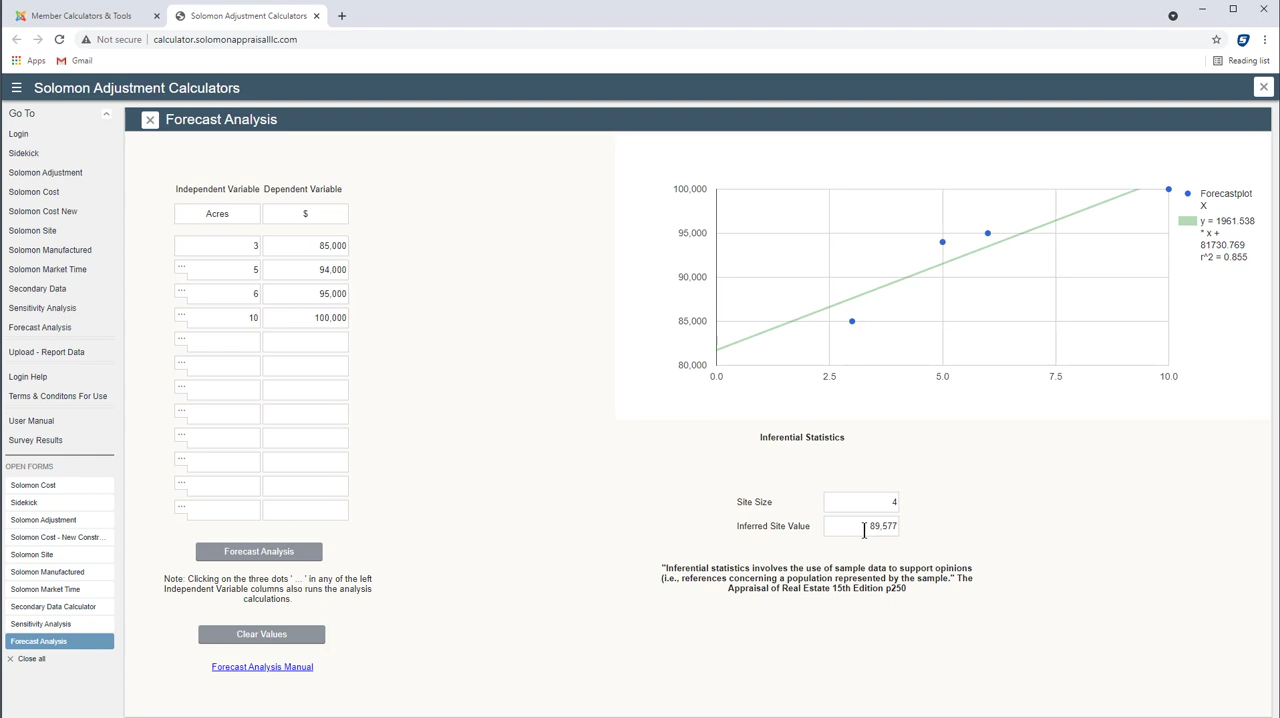 Member Calculators & Tools
Solomon Adjustment Calculators
Not secure
calculator.solomonappraisalllc.com
Apps
Gmail
Reading list
Solomon Adjustment Calculators
Go To
Login
Sidekick
Solomon Adjustment
Solomon Cost
Solomon Cost New
Solomon Site
Solomon Manufactured
Solomon Market Time
Secondary Data
Sensitivity Analysis
Forecast Analysis
Upload - Report Data
Login Help
Terms & Conditons For Use
User Manual
Survey Results
OPEN FORMS
Solomon Cost
Sidekick
Solomon Adjustment
Solomon Cost - New Constr...
Solomon Site
Solomon Manufactured
Solomon Market Time
Secondary Data Calculator
Sensitivity Analysis
Forecast Analysis
Close all
Forecast Analysis
Independent Variable Dependent Variable
Acres $
3 85,000
... 5 94,000
... 6 95,000
... 10 100,000
...
...
...
...
...
...
...
...
Forecast Analysis
Note: Clicking on the three dots ' ... ' in any of the left
Independent Variable columns also runs the analysis
calculations.
Clear Values
Forecast Analysis Manual
100,000
95,000
90,000
85,000
80,000
0.0 2.5 5.0 7.5 10.0
Forecastplot
X
y = 1961.538
* x +
81730.769
r^2 = 0.855
Inferential Statistics
Site Size 4
Inferred Site Value 89,577
"Inferential statistics involves the use of sample data to support opinions
(i.e., references concerning a population represented by the sample." The
Appraisal of Real Estate 15th Edition p250